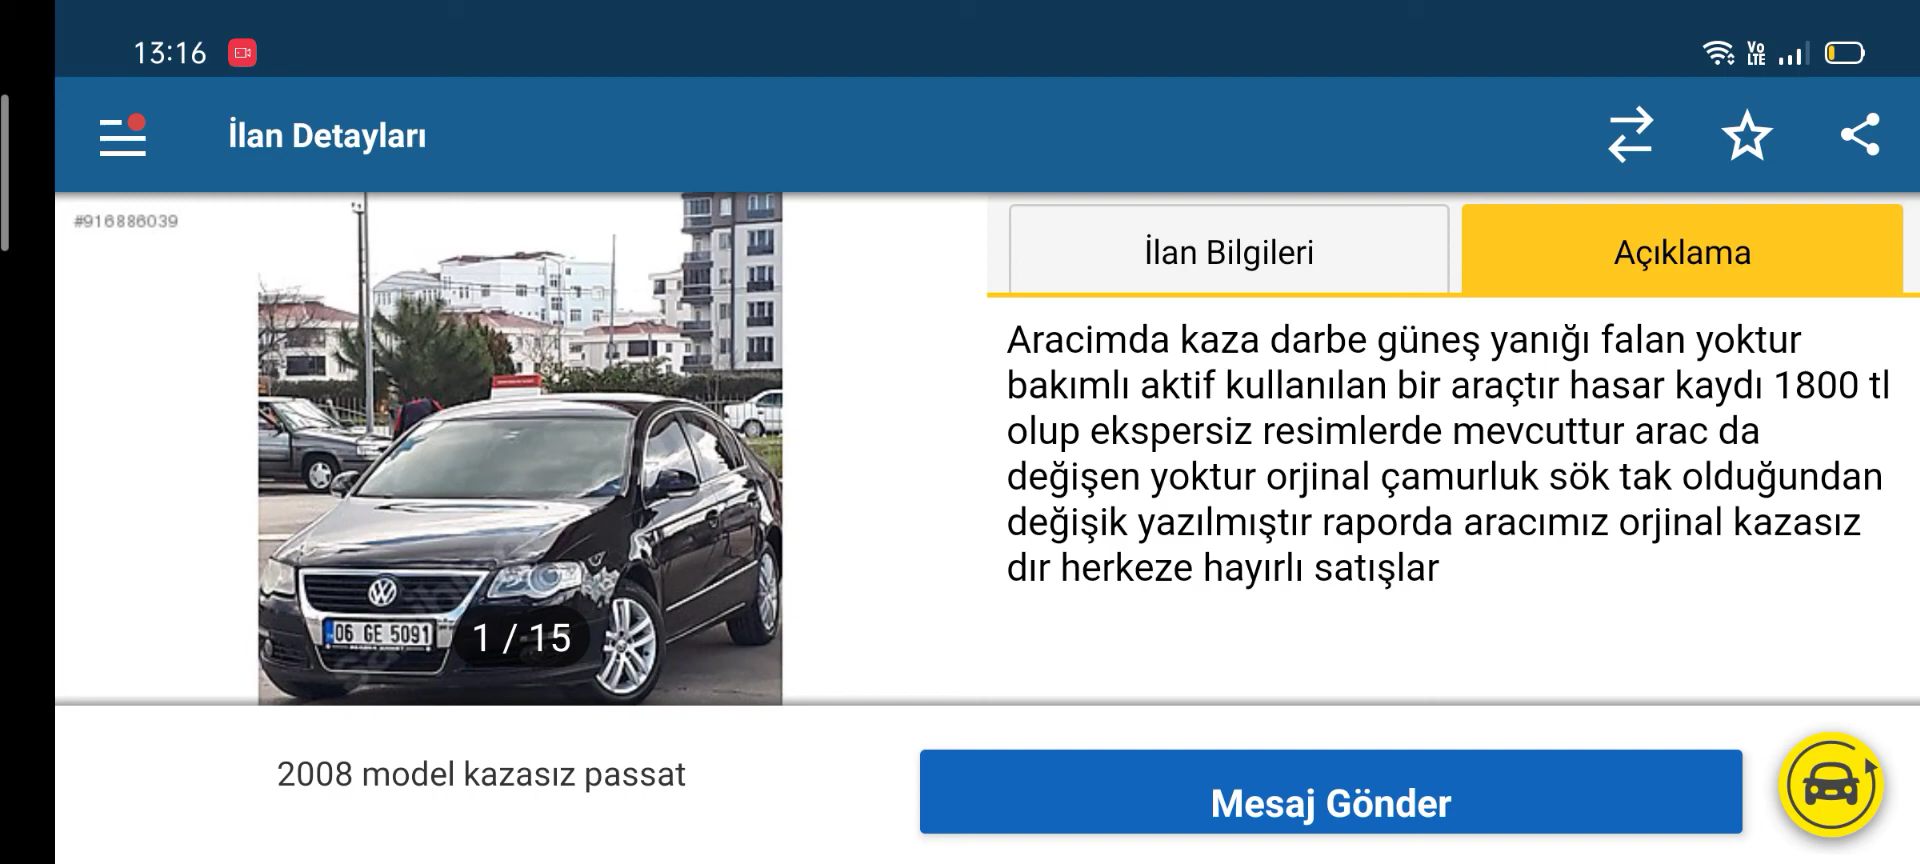 13:16
Vo
LTE
İlan Detayları
#916886039
İlan Bilgileri
Açıklama
Aracimda kaza darbe güneş yanığı falan yoktur
bakımlı aktif kullanılan bir araçtır hasar kaydı 1800 tl
olup ekspersiz resimlerde mevcuttur arac da
değişen yoktur orjinal çamurluk sök tak olduğundan
değişik yazılmıştır raporda aracımız orjinal kazasız
dır herkeze hayırlı satışlar
06 GE 5091
1 / 15
2008 model kazasız passat
Mesaj Gönder